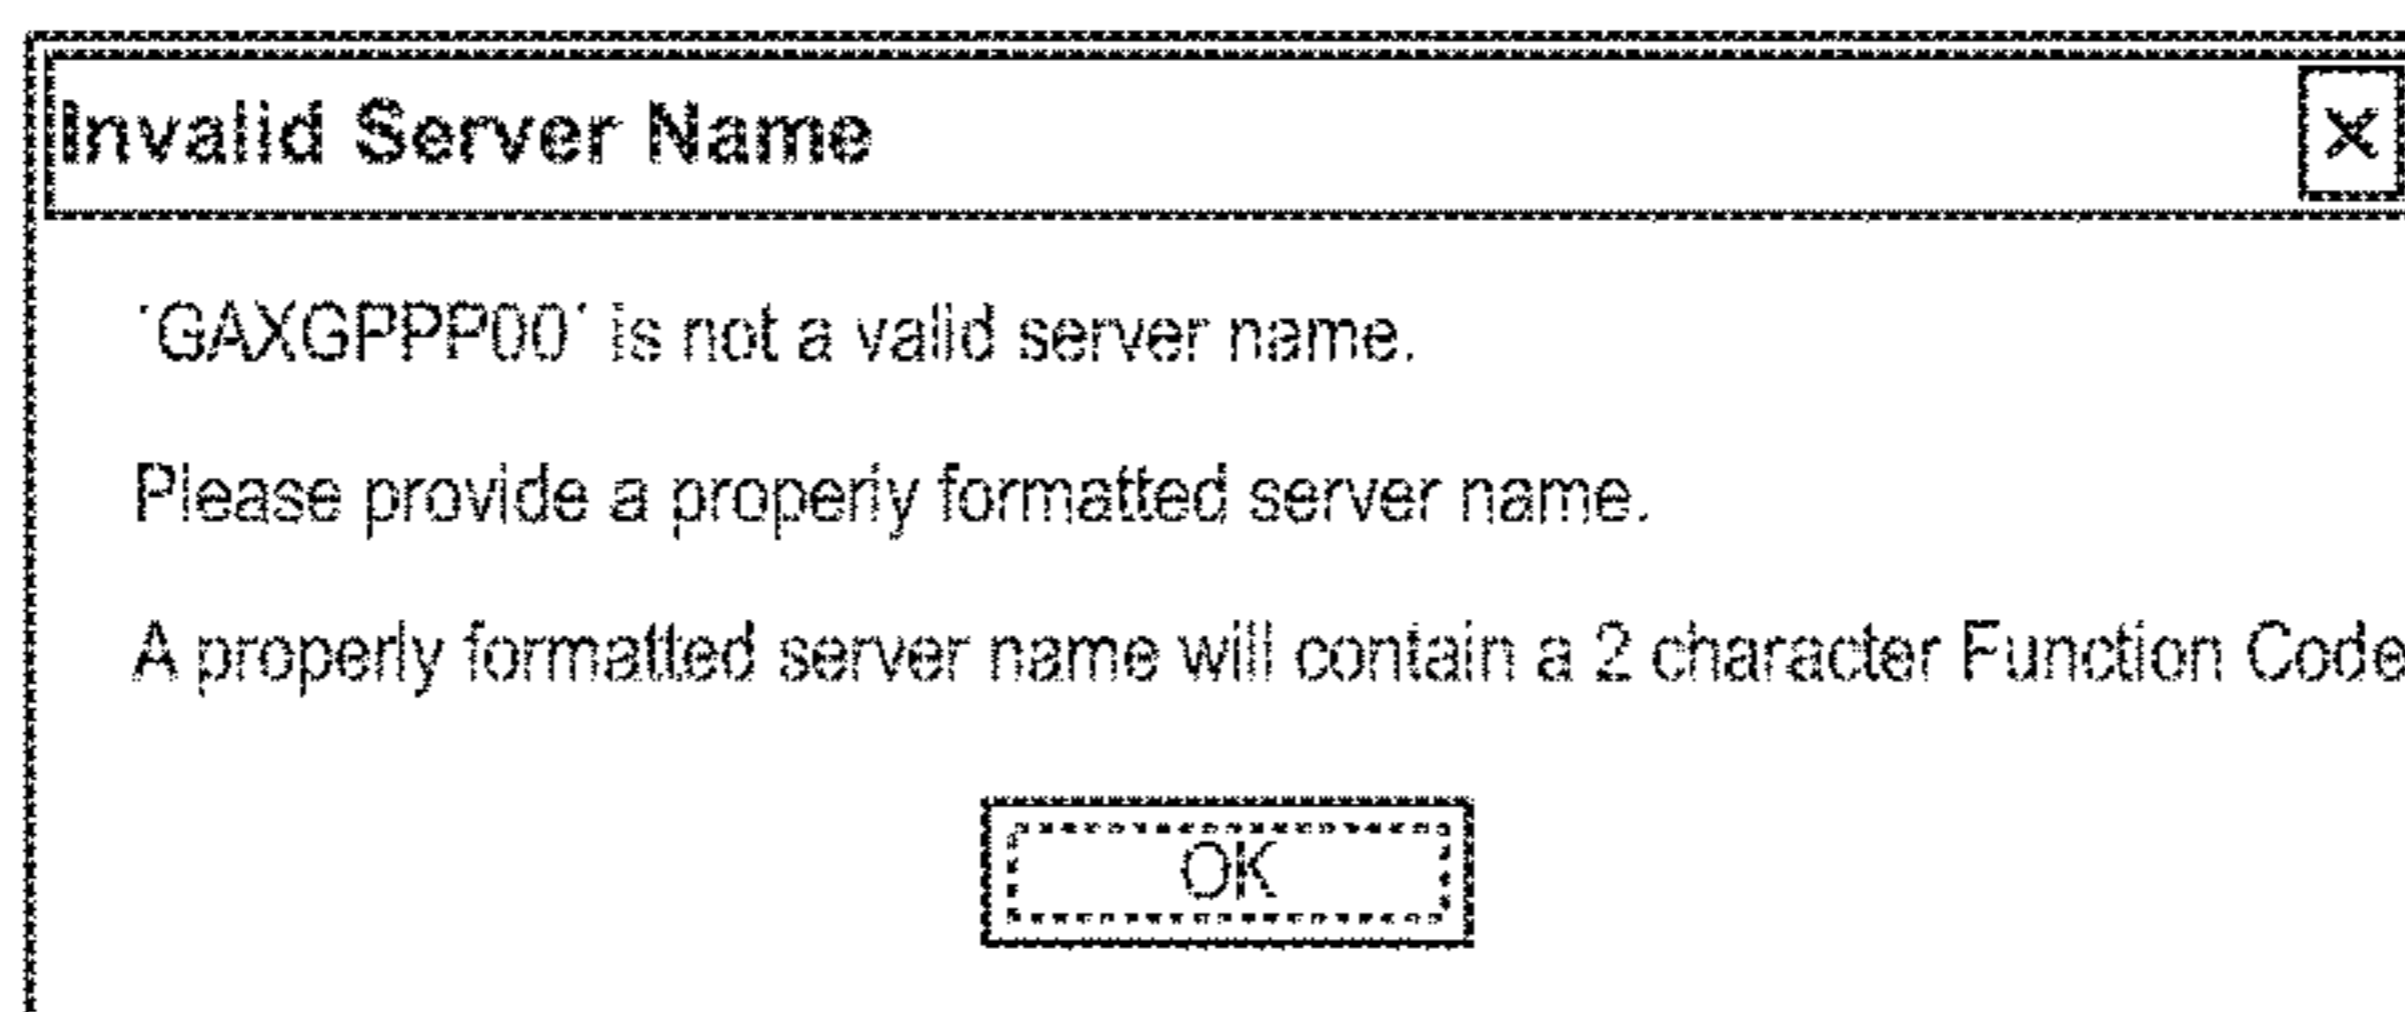 Invalid Server Name X
'GAXGPPP00' is not a valid server name.
Please provide a properly formatted server name.
A properly formatted server name will contain a 2 character Function Code
OK